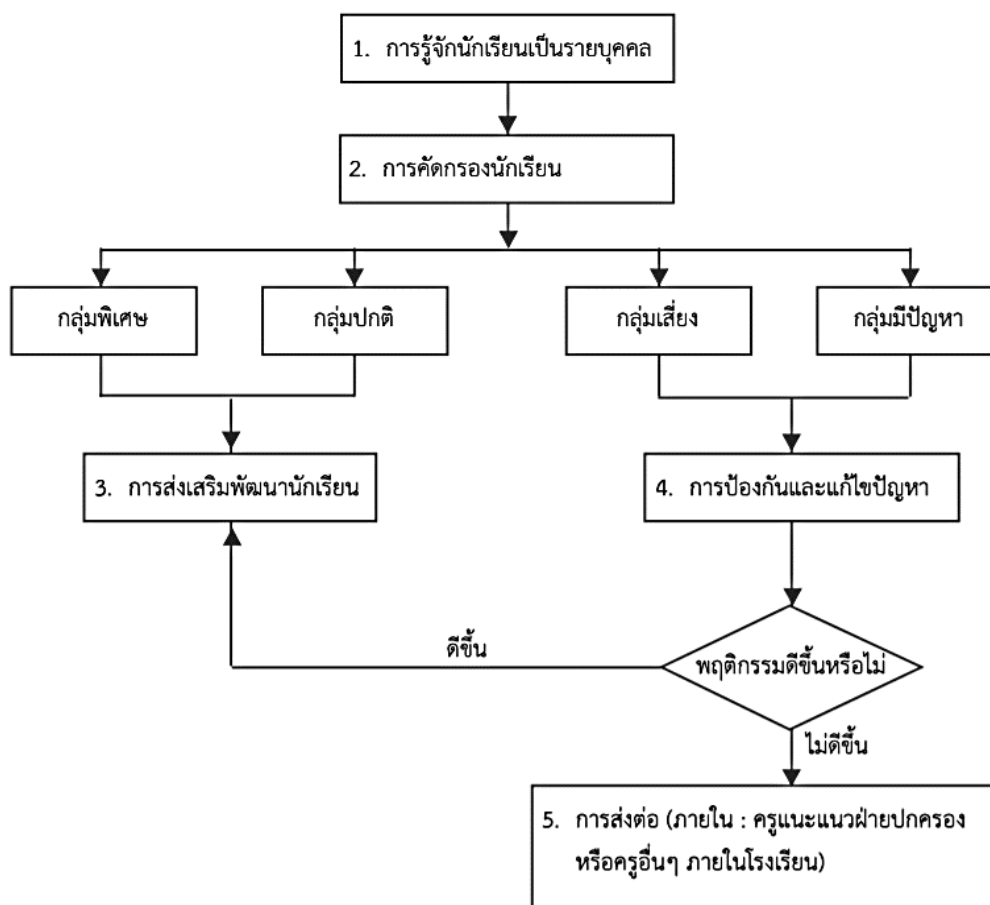 1. การรู้จักนักเรียนเป็นรายบุคคล
2. การคัดกรองนักเรียน
กลุ่มพิเศษ
กลุ่มปกติ
กลุ่มเสี่ยง
กลุ่มมีปัญหา
3. การส่งเสริมพัฒนานักเรียน
4. การป้องกันและแก้ไขปัญหา
ดีขึ้น
พฤติกรรมดีขึ้นหรือไม่
ไม่ดีขึ้น
5. การส่งต่อ (ภายใน : ครูแนะแนวฝ่ายปกครอง
หรือครูอื่นๆ ภายในโรงเรียน)